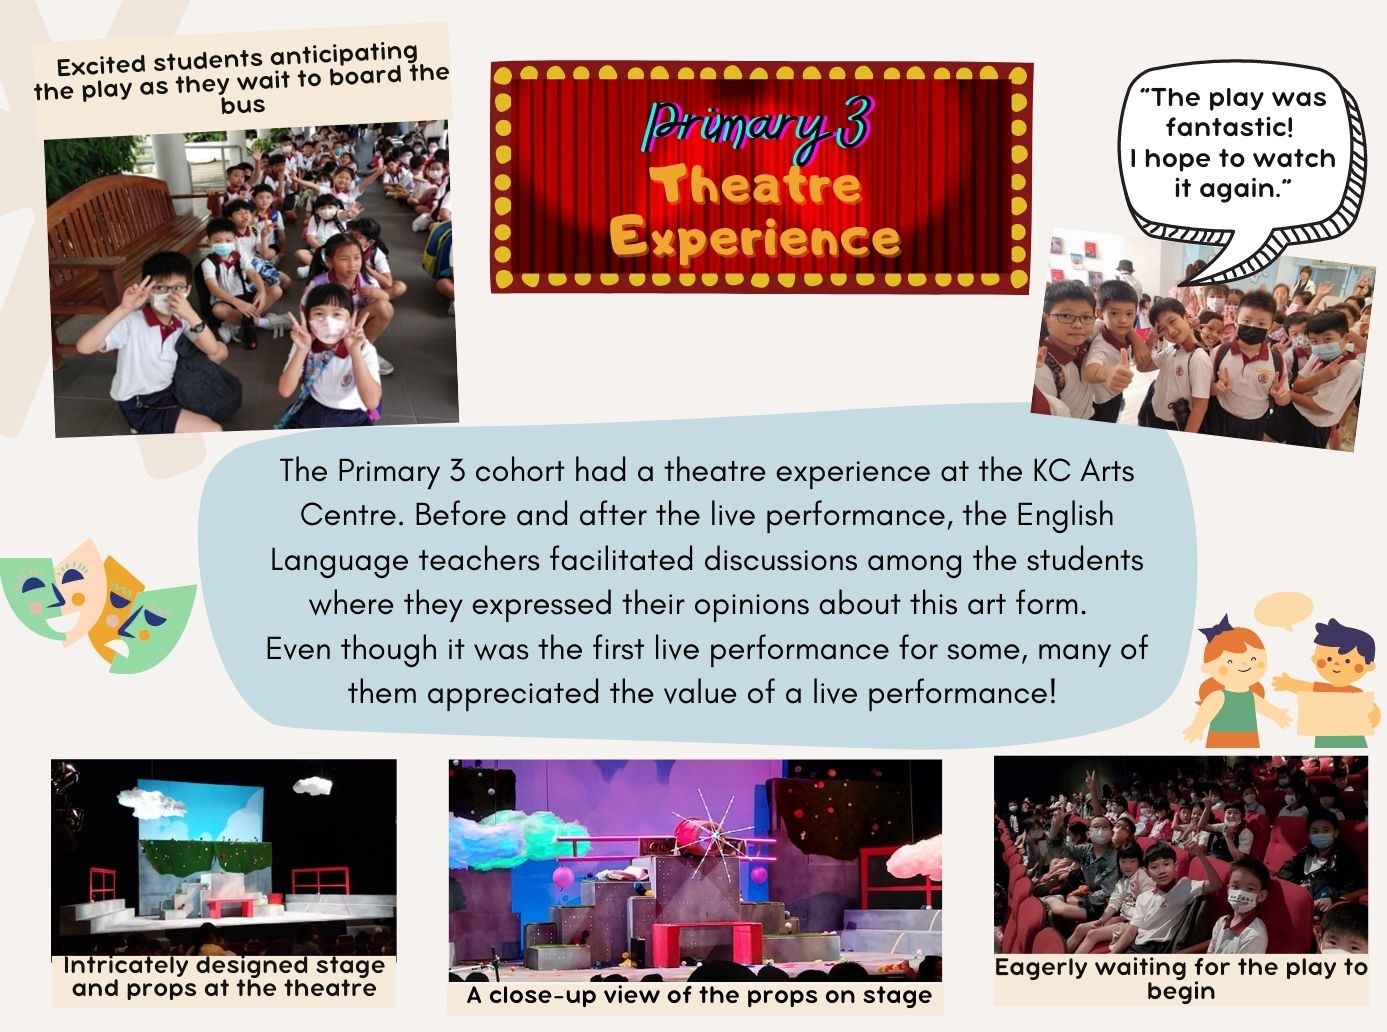 Excited students anticipating
the play as they wait to board the
bus
Primary 3
Theatre
Experience
“The play was
fantastic!
I hope to watch
it again.”
The Primary 3 cohort had a theatre experience at the KC Arts
Centre. Before and after the live performance, the English
Language teachers facilitated discussions among the students
where they expressed their opinions about this art form.
Even though it was the first live performance for some, many of
them appreciated the value of a live performance!
Intricately designed stage
and props at the theatre
A close-up view of the props on stage
Eagerly waiting for the play to
begin